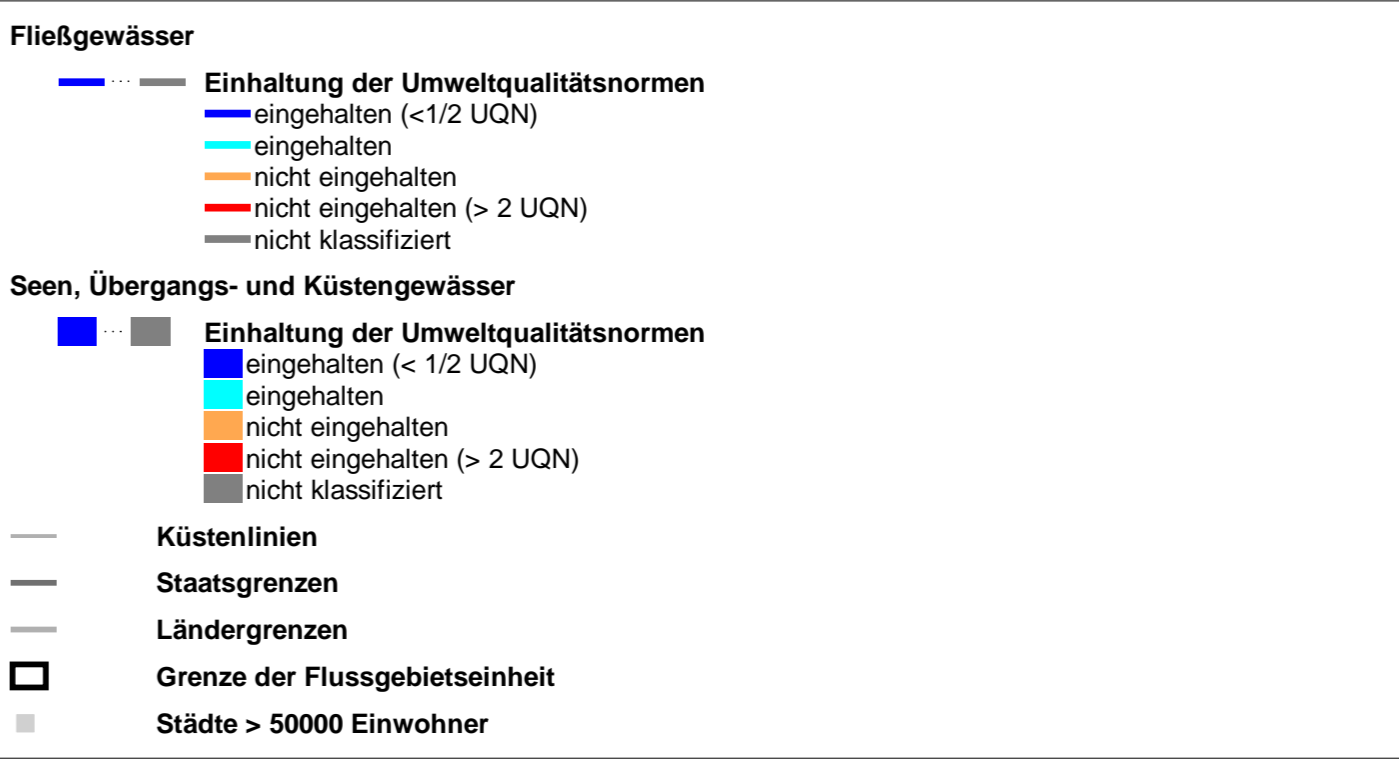 Fließgewässer
... Einhaltung der Umweltqualitätsnormen
eingehalten (<1/2 UQN)
eingehalten
nicht eingehalten
nicht eingehalten (> 2 UQN)
nicht klassifiziert
Seen, Übergangs- und Küstengewässer
... Einhaltung der Umweltqualitätsnormen
eingehalten (< 1/2 UQN)
eingehalten
nicht eingehalten
nicht eingehalten (> 2 UQN)
nicht klassifiziert
Küstenlinien
Staatsgrenzen
Ländergrenzen
Grenze der Flussgebietseinheit
Städte > 50000 Einwohner